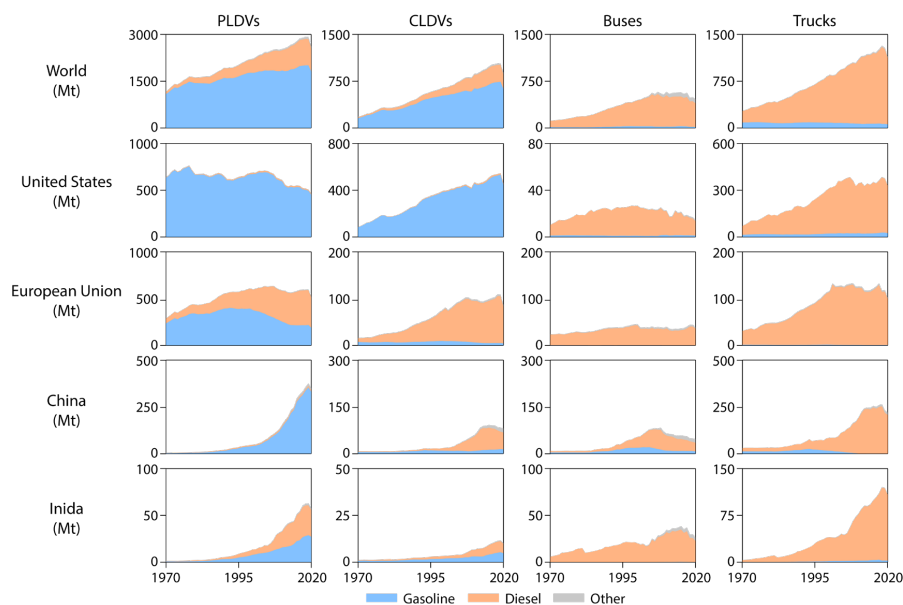 PLDVs CLDVs Buses Trucks
3000 1500 1500 1500
World
(Mt)
1500 750 750 750
0 0 0 0
1000 800 80 600
United States
(Mt)
500 400 40 300
0 0 0 0
1000 200 200 200
European Union
(Mt)
500 100 100 100
0 0 0 0
500 300 300 500
China
(Mt)
250 150 150 250
0 0 0 0
100 50 100 150
Inida
(Mt)
50 25 50 75
0 0 0 0
1970 1995 2020 1970 1995 2020 1970 1995 2020 1970 1995 2020
Gasoline Diesel Other